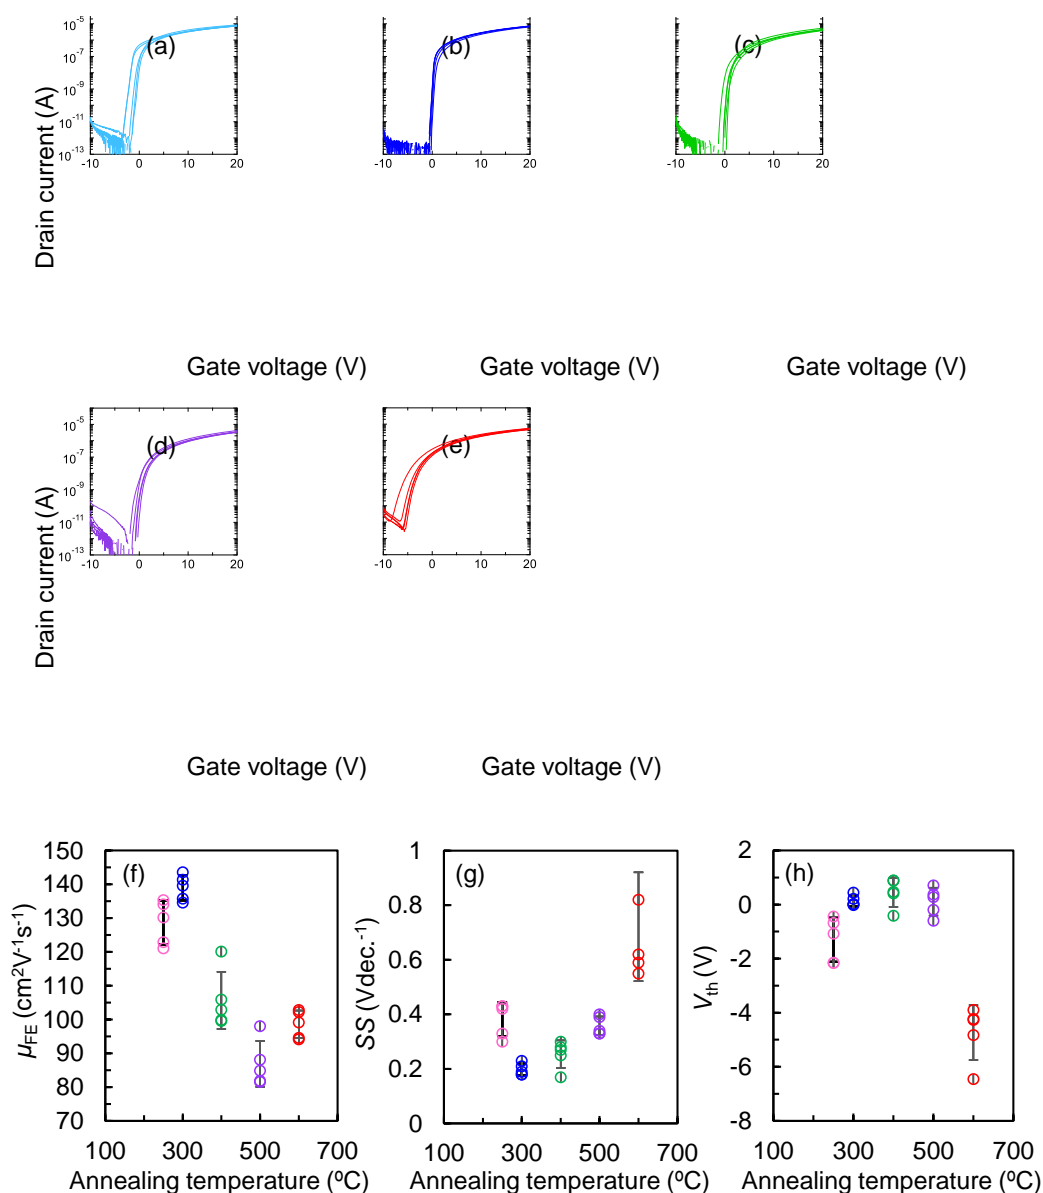 10⁻⁵
10⁻⁷
10⁻⁹
10⁻¹¹
10⁻¹³
-10 0 10 20
(a)
Drain current (A)
Gate voltage (V)
-10 0 10 20
(b)
Gate voltage (V)
-10 0 10 20
(c)
Gate voltage (V)
10⁻⁵
10⁻⁷
10⁻⁹
10⁻¹¹
10⁻¹³
-10 0 10 20
(d)
Drain current (A)
Gate voltage (V)
-10 0 10 20
(e)
Gate voltage (V)
150
140
130
120
110
100
90
80
70
(f)
μFE (cm²V⁻¹s⁻¹)
100 300 500 700
Annealing temperature (ºC)
1
0.8
0.6
0.4
0.2
0
(g)
SS (Vdec.⁻¹)
100 300 500 700
Annealing temperature (ºC)
2
0
-2
-4
-6
-8
(h)
Vth (V)
100 300 500 700
Annealing temperature (ºC)